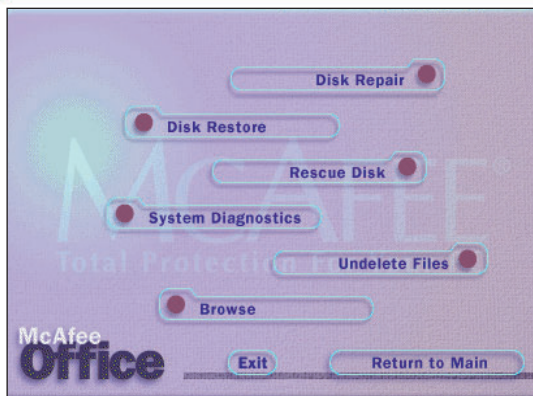 Disk Repair
Disk Restore
Rescue Disk
MCAFEE®
System Diagnostics
Total Protection Fo
Undelete Files
Browse
McAfee
Office
Exit
Return to Main